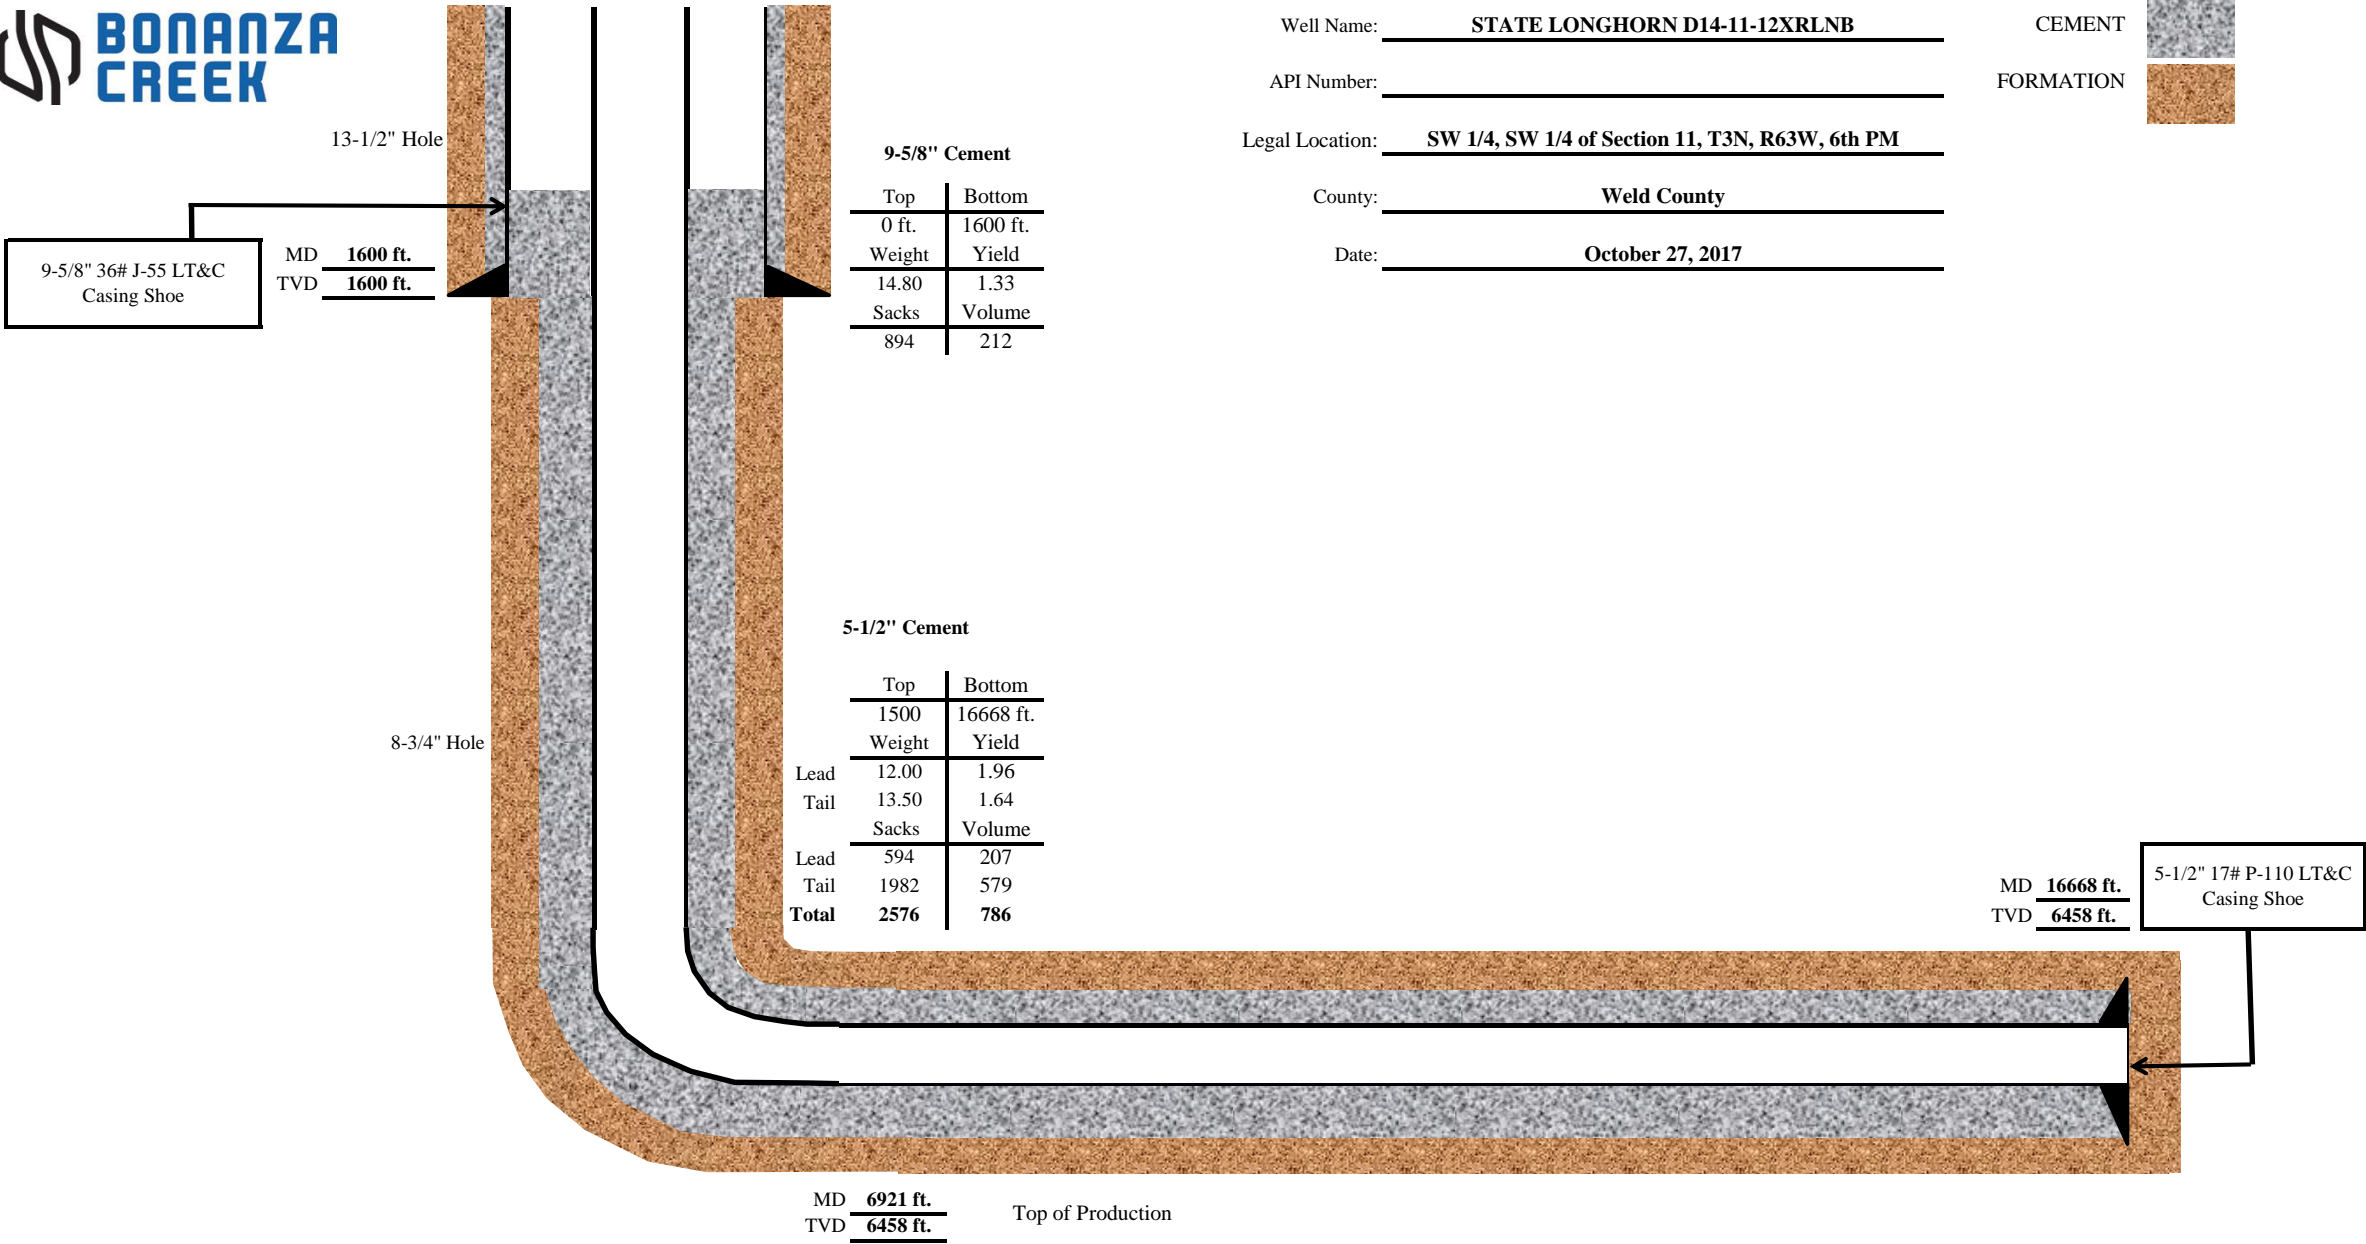 BONANZA
CREEK
Well Name: STATE LONGHORN D14-11-12XRLNB
API Number:
Legal Location: SW 1/4, SW 1/4 of Section 11, T3N, R63W, 6th PM
County: Weld County
Date: October 27, 2017
CEMENT
FORMATION
13-1/2" Hole
9-5/8" 36# J-55 LT&C
Casing Shoe
MD 1600 ft.
TVD 1600 ft.
9-5/8" Cement
Top Bottom
0 ft. 1600 ft.
Weight Yield
14.80 1.33
Sacks Volume
894 212
8-3/4" Hole
5-1/2" Cement
Top Bottom
1500 16668 ft.
Weight Yield
Lead 12.00 1.96
Tail 13.50 1.64
Sacks Volume
Lead 594 207
Tail 1982 579
Total 2576 786
MD 16668 ft.
TVD 6458 ft.
5-1/2" 17# P-110 LT&C
Casing Shoe
MD 6921 ft.
TVD 6458 ft.
Top of Production